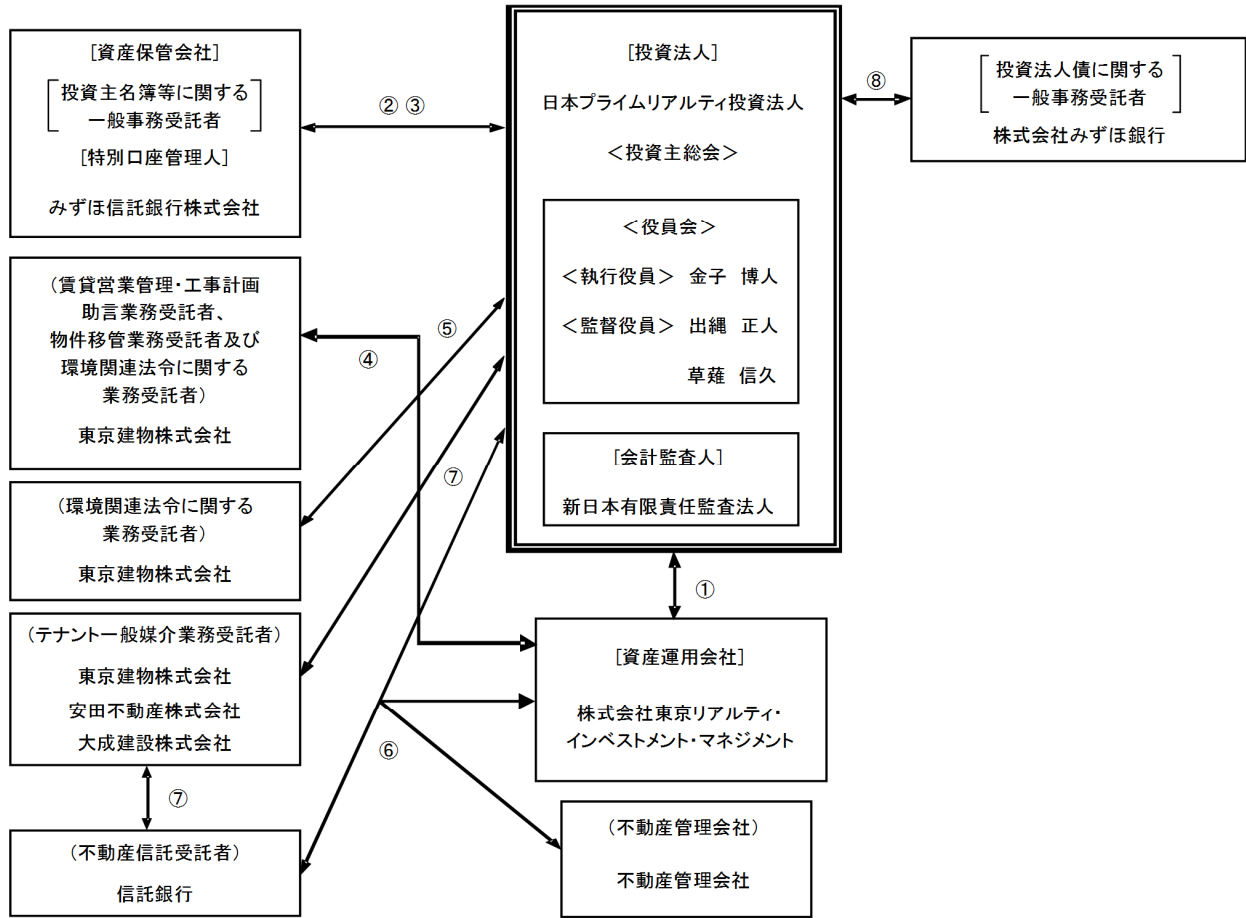 [資産保管会社]
投資主名簿等に関する
一般事務受託者
[特別口座管理人]
みずほ信託銀行株式会社
② ③
[投資法人]
日本プライムリアルティ投資法人
＜投資主総会＞
＜役員会＞
＜執行役員＞ 金子 博人
＜監督役員＞ 出縄 正人
草薙 信久
[会計監査人]
新日本有限責任監査法人
⑧
投資法人債に関する
一般事務受託者
株式会社みずほ銀行
（賃貸営業管理・工事計画
助言業務受託者、
物件移管業務受託者及び
環境関連法令に関する
業務受託者）
東京建物株式会社
④
⑤
（環境関連法令に関する
業務受託者）
東京建物株式会社
⑦
（テナント一般媒介業務受託者）
東京建物株式会社
安田不動産株式会社
大成建設株式会社
⑦
（不動産信託受託者）
信託銀行
⑥
①
[資産運用会社]
株式会社東京リアルティ・
インベストメント・マネジメント
（不動産管理会社）
不動産管理会社